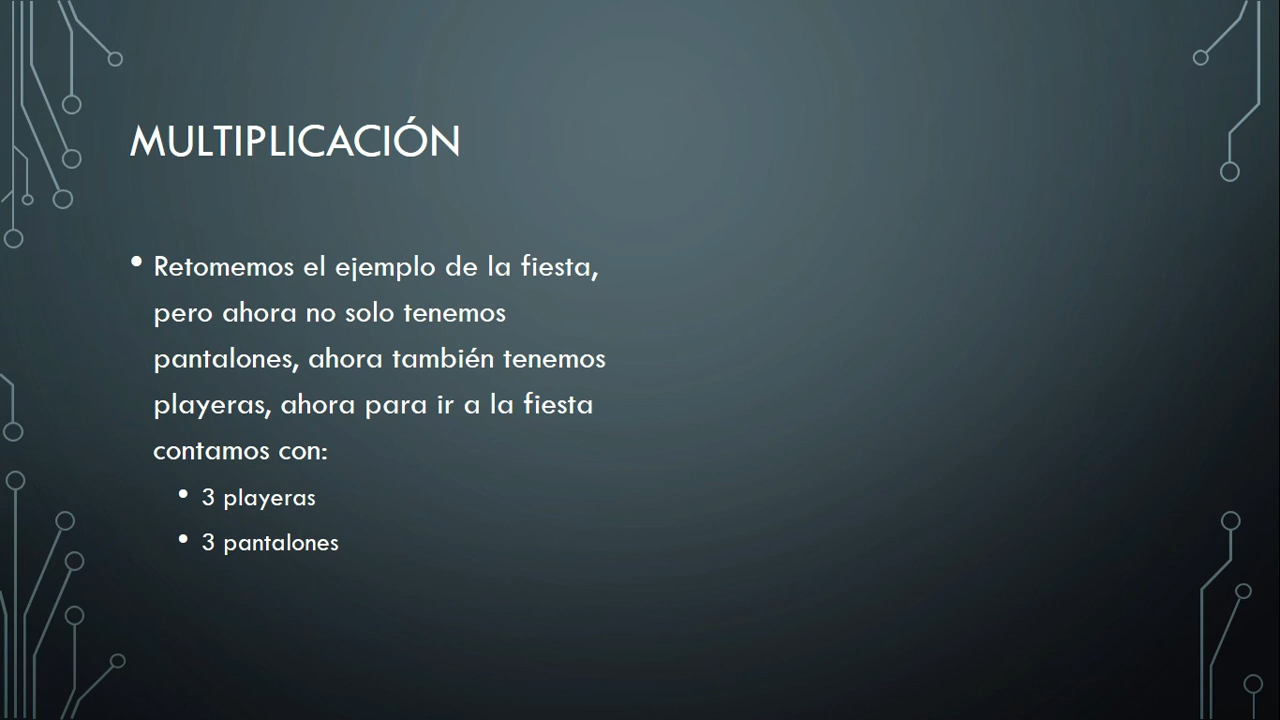 MULTIPLICACIÓN
• Retomemos el ejemplo de la fiesta,
pero ahora no solo tenemos
pantalones, ahora también tenemos
playeras, ahora para ir a la fiesta
contamos con:
• 3 playeras
• 3 pantalones